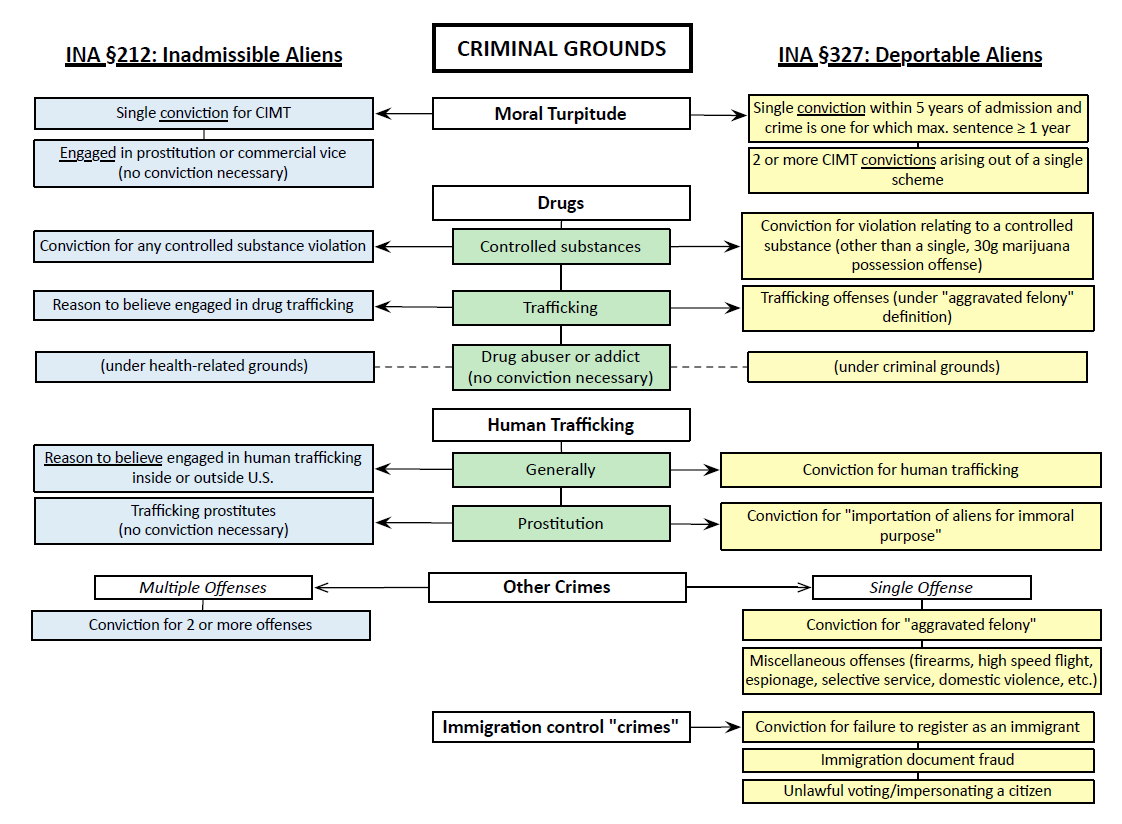 CRIMINAL GROUNDS
INA §212: Inadmissible Aliens
INA §327: Deportable Aliens
Moral Turpitude
Single conviction for CIMT
Engaged in prostitution or commercial vice
(no conviction necessary)
Single conviction within 5 years of admission and
crime is one for which max. sentence ≥ 1 year
2 or more CIMT convictions arising out of a single
scheme
Drugs
Controlled substances
Conviction for any controlled substance violation
Conviction for violation relating to a controlled
substance (other than a single, 30g marijuana
possession offense)
Trafficking
Reason to believe engaged in drug trafficking
Trafficking offenses (under "aggravated felony"
definition)
Drug abuser or addict
(no conviction necessary)
(under health-related grounds)
(under criminal grounds)
Human Trafficking
Generally
Reason to believe engaged in human trafficking
inside or outside U.S.
Conviction for human trafficking
Prostitution
Trafficking prostitutes
(no conviction necessary)
Conviction for "importation of aliens for immoral
purpose"
Other Crimes
Multiple Offenses
Conviction for 2 or more offenses
Single Offense
Conviction for "aggravated felony"
Miscellaneous offenses (firearms, high speed flight,
espionage, selective service, domestic violence, etc.)
Immigration control "crimes"
Conviction for failure to register as an immigrant
Immigration document fraud
Unlawful voting/impersonating a citizen